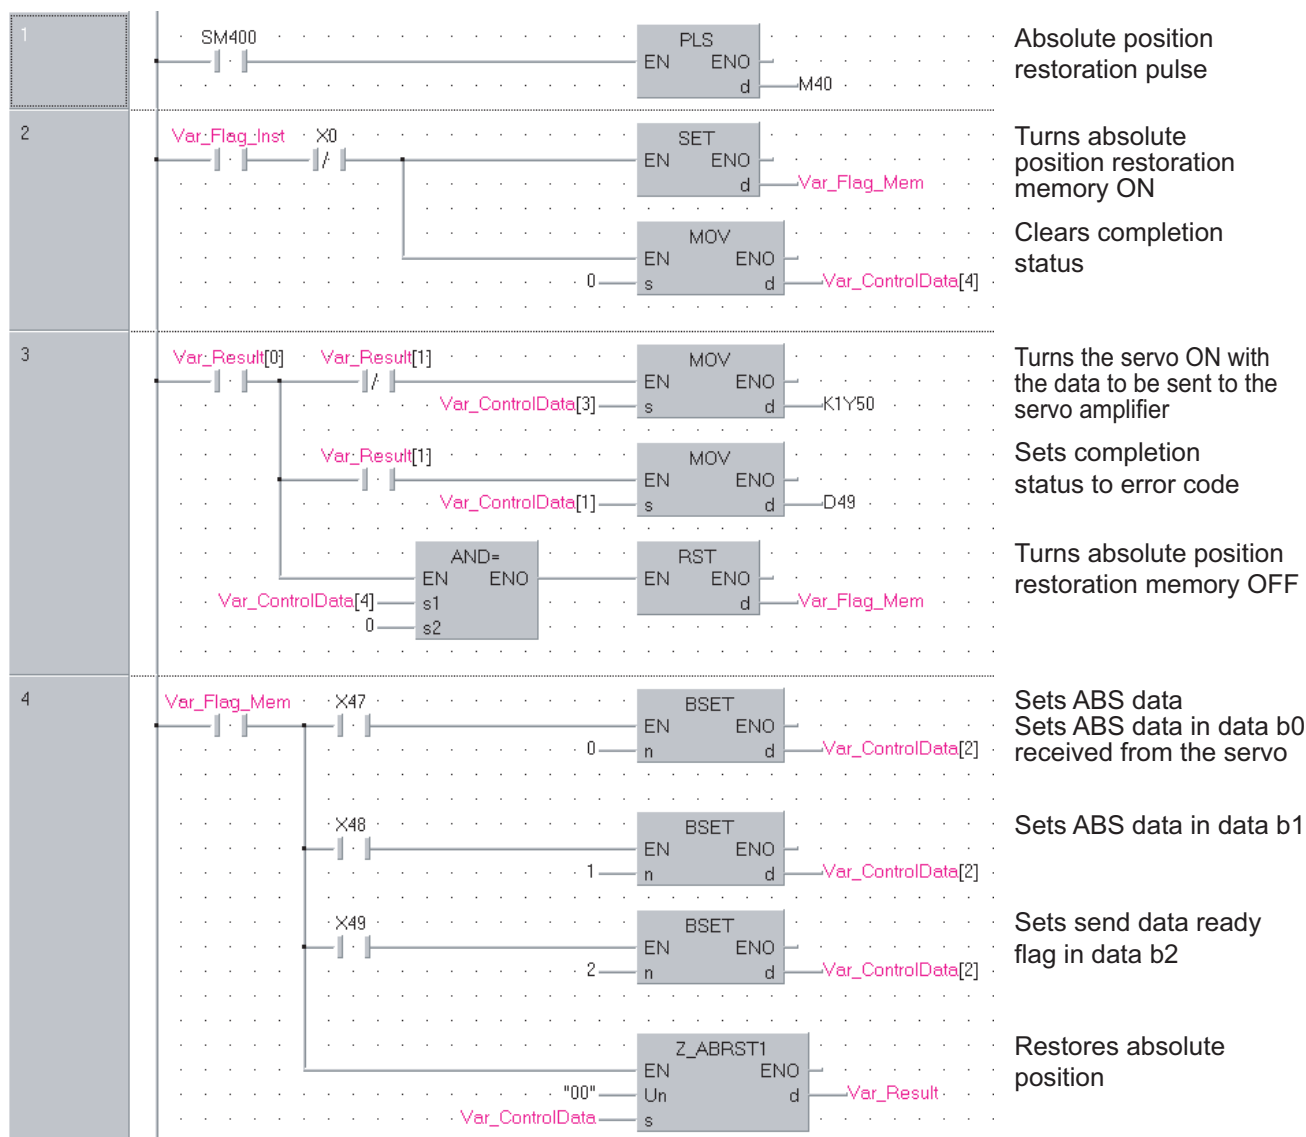 1
SM400
PLS
EN ENO
d
M40
Absolute position
restoration pulse
2
Var_Flag_Inst X0
SET
EN ENO
d
Var_Flag_Mem
Turns absolute
position restoration
memory ON
MOV
EN ENO
0 s d Var_ControlData[4]
Clears completion
status
3
Var_Result[0] Var_Result[1]
MOV
EN ENO
Var_ControlData[3] s d K1Y50
Turns the servo ON with
the data to be sent to the
servo amplifier
Var_Result[1]
MOV
EN ENO
Var_ControlData[1] s d D49
Sets completion
status to error code
AND=
EN ENO
Var_ControlData[4] s1
0 s2
RST
EN ENO
d Var_Flag_Mem
Turns absolute position
restoration memory OFF
4
Var_Flag_Mem X47
BSET
EN ENO
0 n d Var_ControlData[2]
Sets ABS data
Sets ABS data in data b0
received from the servo
X48
BSET
EN ENO
1 n d Var_ControlData[2]
Sets ABS data in data b1
X49
BSET
EN ENO
2 n d Var_ControlData[2]
Sets send data ready
flag in data b2
Z_ABRST1
EN ENO
"00" Un d Var_Result
Var_ControlData s
Restores absolute
position